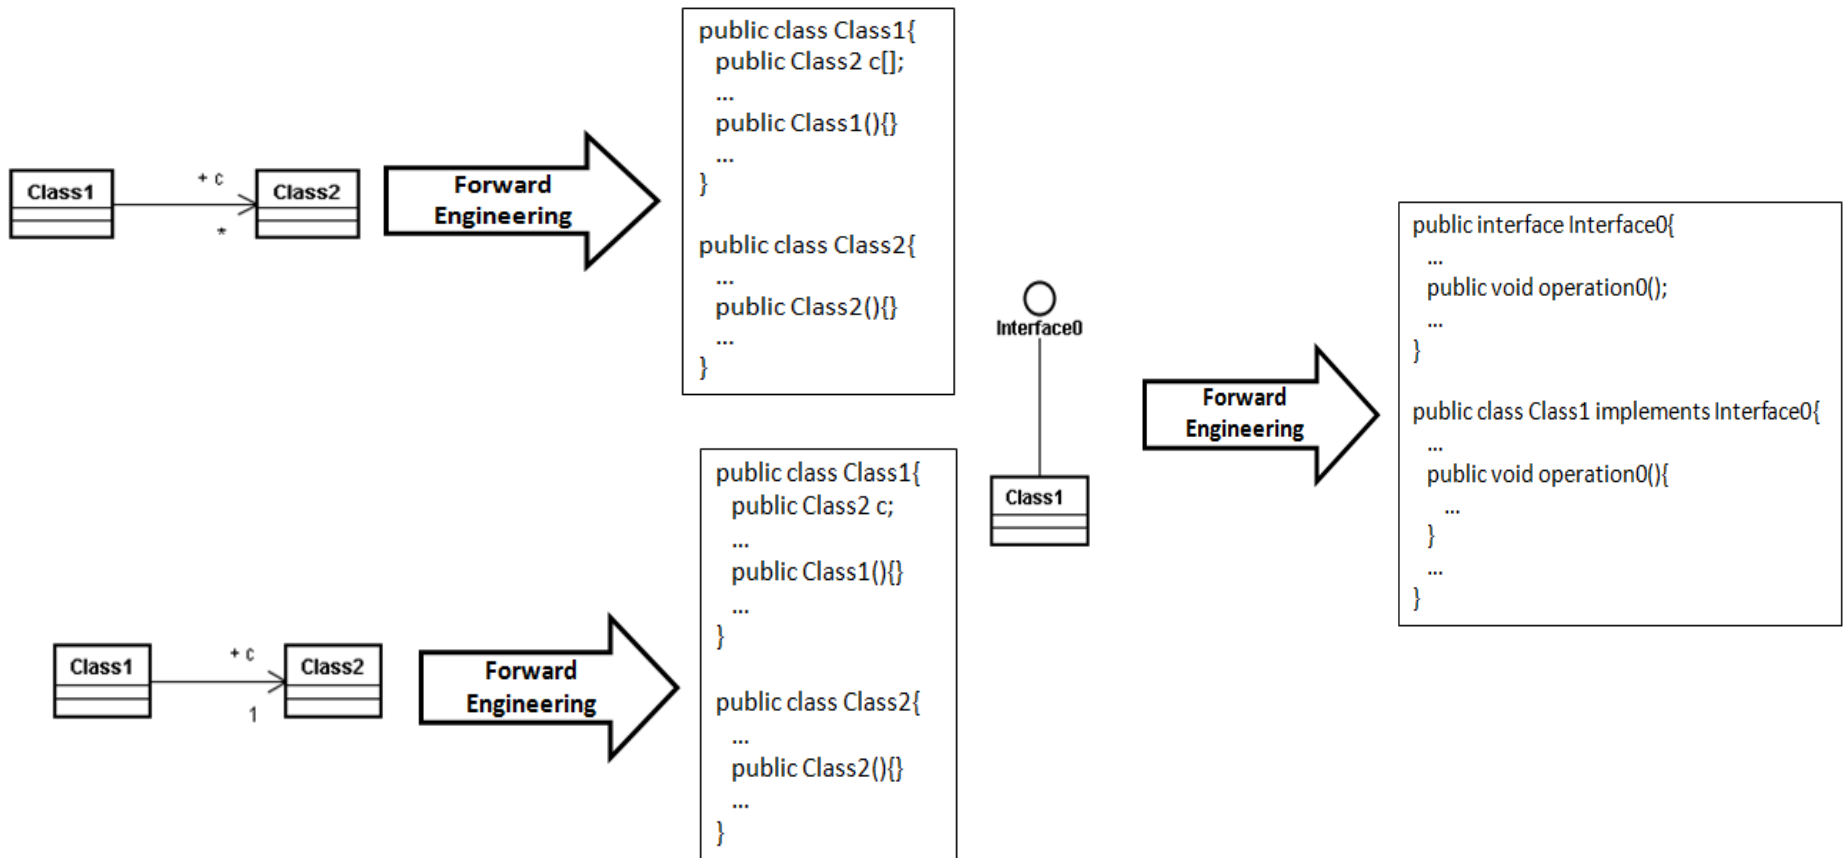 Class1
+ c
*
Class2
Forward
Engineering
public class Class1{
public Class2 c[];
...
public Class1(){}
...
}
public class Class2{
...
public Class2(){}
...
}
Class1
+ c
1
Class2
Forward
Engineering
public class Class1{
public Class2 c;
...
public Class1(){}
...
}
public class Class2{
...
public Class2(){}
...
}
Interface0
Class1
Forward
Engineering
public interface Interface0{
...
public void operation0();
...
}
public class Class1 implements Interface0{
...
public void operation0(){
...
}
...
}